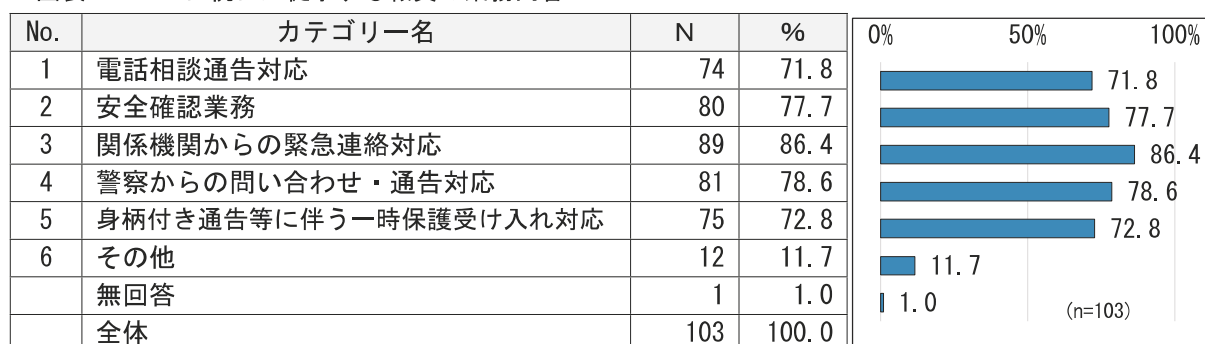 No. カテゴリー名 N % 0% 50% 100%
1 電話相談通告対応 74 71.8 71.8
2 安全確認業務 80 77.7 77.7
3 関係機関からの緊急連絡対応 89 86.4 86.4
4 警察からの問い合わせ・通告対応 81 78.6 78.6
5 身柄付き通告等に伴う一時保護受け入れ対応 75 72.8 72.8
6 その他 12 11.7 11.7
無回答 1 1.0 1.0 (n=103)
全体 103 100.0